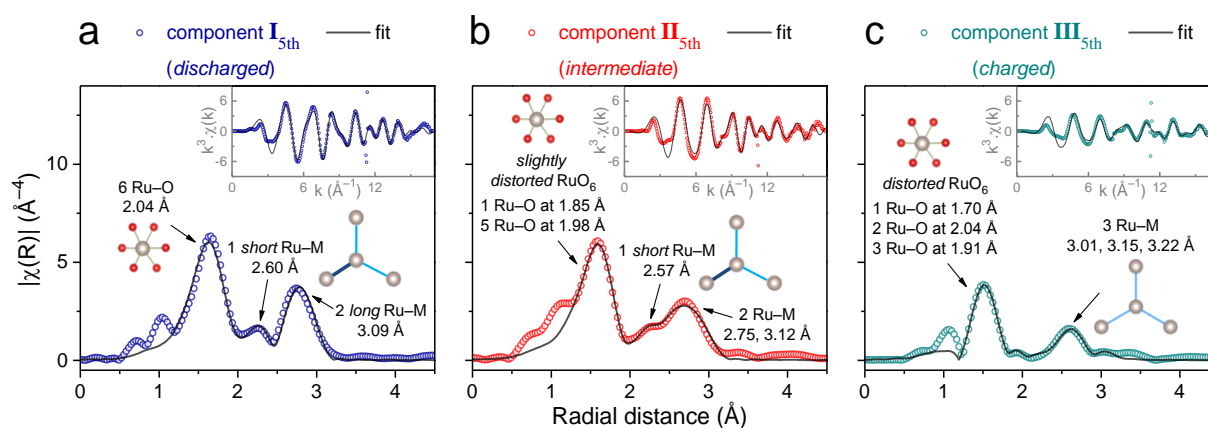 a
component I5th
fit
(discharged)
k³.χ(k)
6
0
-6
0
6
12
k (Å⁻¹)
6 Ru–O
2.04 Å
1 short Ru–M
2.60 Å
2 long Ru–M
3.09 Å
|χ(R)| (Å⁻⁴)
10
5
0
0
1
2
3
4
b
component II5th
fit
(intermediate)
k³.χ(k)
6
0
-6
0
6
12
k (Å⁻¹)
slightly
distorted RuO₆
1 Ru–O at 1.85 Å
5 Ru–O at 1.98 Å
1 short Ru–M
2.57 Å
2 Ru–M
2.75, 3.12 Å
0
1
2
3
4
Radial distance (Å)
c
component III5th
fit
(charged)
k³.χ(k)
6
0
-6
0
6
12
k (Å⁻¹)
distorted RuO₆
1 Ru–O at 1.70 Å
2 Ru–O at 2.04 Å
3 Ru–O at 1.91 Å
3 Ru–M
3.01, 3.15, 3.22 Å
0
1
2
3
4